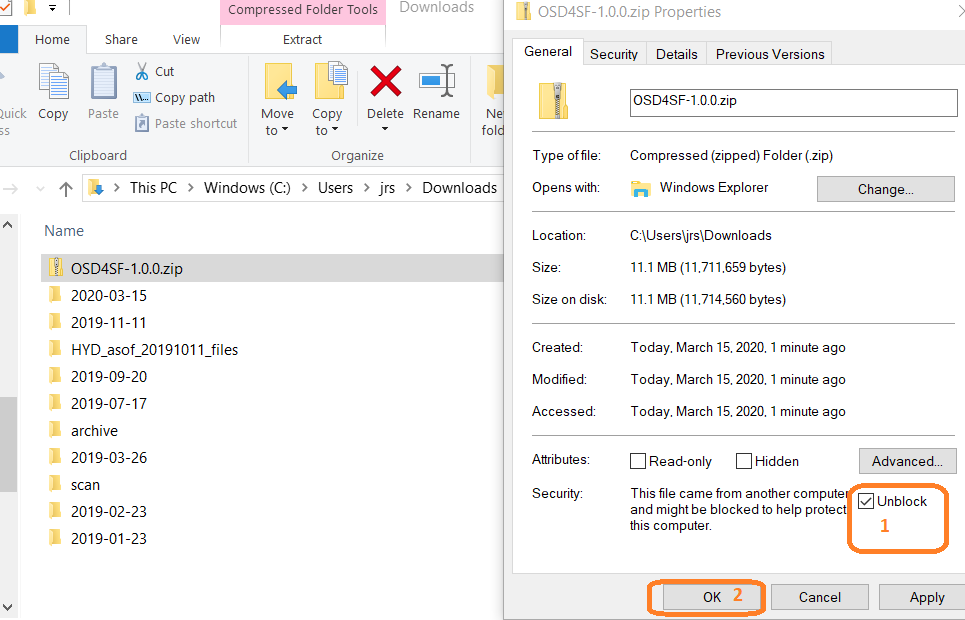 Compressed Folder Tools
Downloads
Home
Share
View
Extract
Quick
Copy
Paste
Cut
Copy path
Paste shortcut
Clipboard
Move
to
Copy
to
Delete
Rename
Organize
This PC > Windows (C:) > Users > jrs > Downloads
Name
OSD4SF-1.0.0.zip
2020-03-15
2019-11-11
HYD_asof_20191011_files
2019-09-20
2019-07-17
archive
2019-03-26
scan
2019-02-23
2019-01-23
OSD4SF-1.0.0.zip Properties
General
Security
Details
Previous Versions
OSD4SF-1.0.0.zip
Type of file: Compressed (zipped) Folder (.zip)
Opens with: Windows Explorer Change...
Location: C:\Users\jrs\Downloads
Size: 11.1 MB (11,711,659 bytes)
Size on disk: 11.1 MB (11,714,560 bytes)
Created: Today, March 15, 2020, 1 minute ago
Modified: Today, March 15, 2020, 1 minute ago
Accessed: Today, March 15, 2020, 1 minute ago
Attributes: Read-only Hidden Advanced...
Security: This file came from another computer
and might be blocked to help protect
this computer.
Unblock
1
OK 2
Cancel
Apply